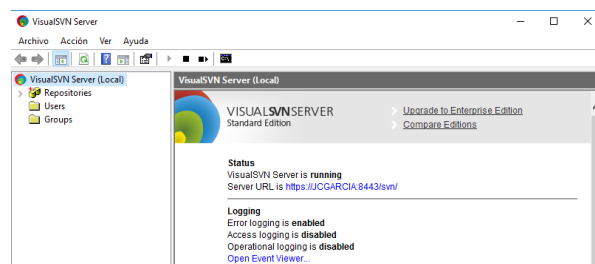 VisualSVN Server
Archivo Acción Ver Ayuda
VisualSVN Server (Local)
Repositories
Users
Groups
VisualSVN Server (Local)
VISUALSVNSERVER
Standard Edition
Upgrade to Enterprise Edition
Compare Editions
Status
VisualSVN Server is running
Server URL is https://JCGARCIA:8443/svn/
Logging
Error logging is enabled
Access logging is disabled
Operational logging is disabled
Open Event Viewer...